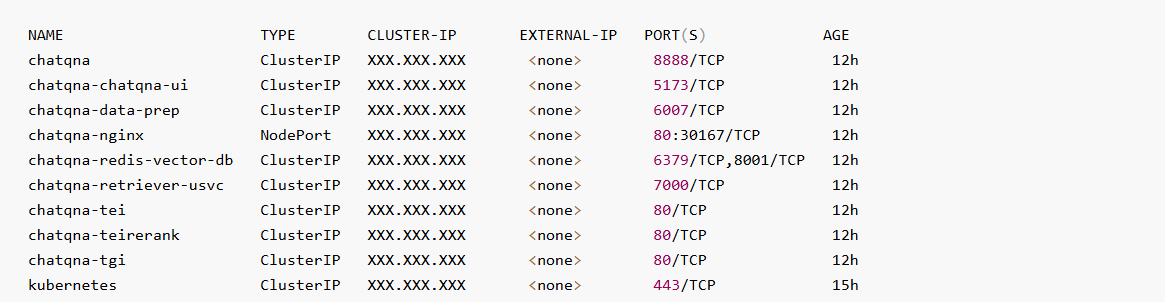 NAME TYPE CLUSTER-IP EXTERNAL-IP PORT(S) AGE
chatqna ClusterIP XXX.XXX.XXX <none> 8888/TCP 12h
chatqna-chatqna-ui ClusterIP XXX.XXX.XXX <none> 5173/TCP 12h
chatqna-data-prep ClusterIP XXX.XXX.XXX <none> 6007/TCP 12h
chatqna-nginx NodePort XXX.XXX.XXX <none> 80:30167/TCP 12h
chatqna-redis-vector-db ClusterIP XXX.XXX.XXX <none> 6379/TCP,8001/TCP 12h
chatqna-retriever-usvc ClusterIP XXX.XXX.XXX <none> 7000/TCP 12h
chatqna-tei ClusterIP XXX.XXX.XXX <none> 80/TCP 12h
chatqna-teirerank ClusterIP XXX.XXX.XXX <none> 80/TCP 12h
chatqna-tgi ClusterIP XXX.XXX.XXX <none> 80/TCP 12h
kubernetes ClusterIP XXX.XXX.XXX <none> 443/TCP 15h